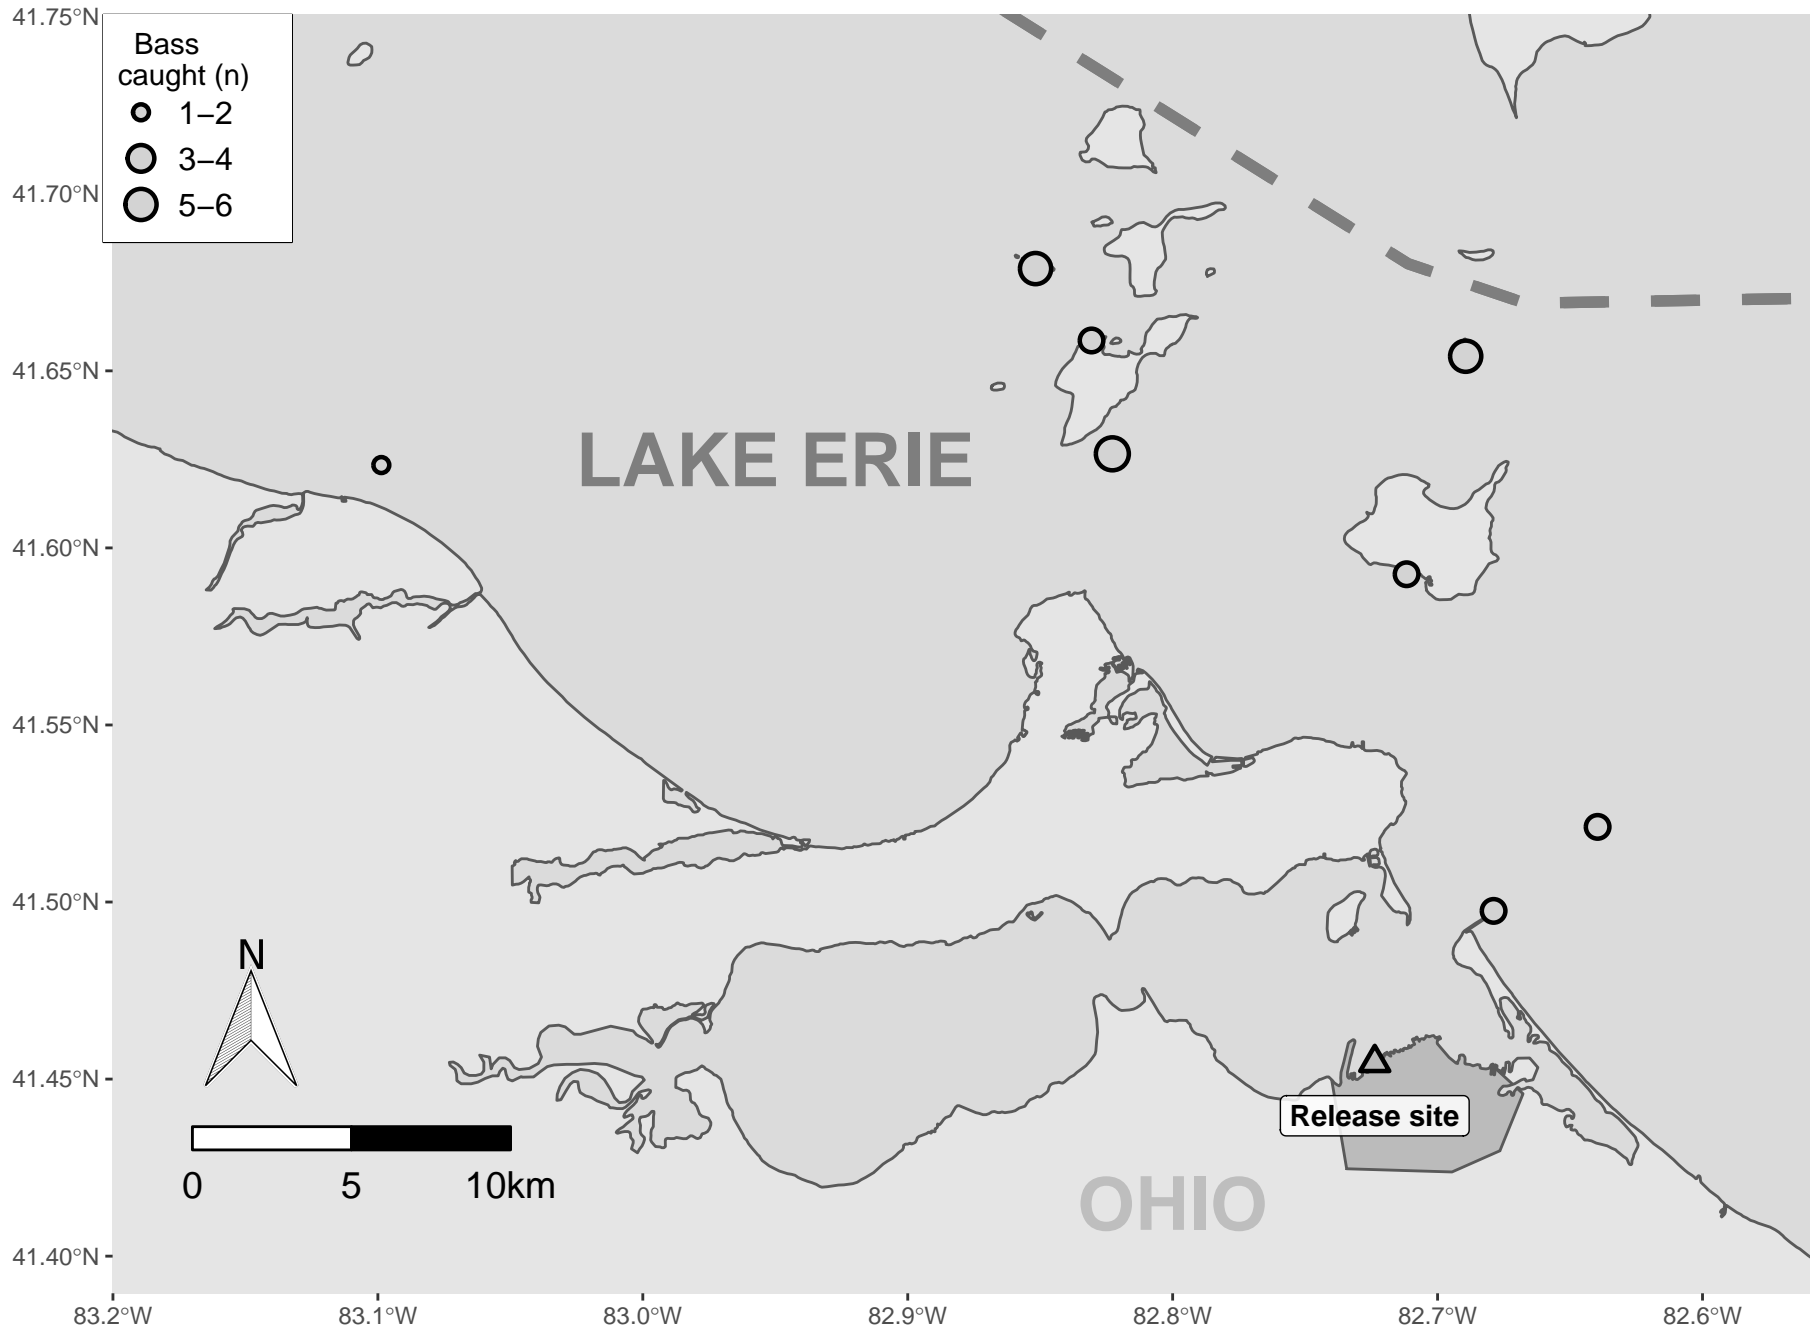 41.75°N
41.70°N
41.65°N
41.60°N
41.55°N
41.50°N
41.45°N
41.40°N
Bass
caught (n)
1–2
3–4
5–6
LAKE ERIE
N
0 5 10km
Release site
OHIO
83.2°W 83.1°W 83.0°W 82.9°W 82.8°W 82.7°W 82.6°W